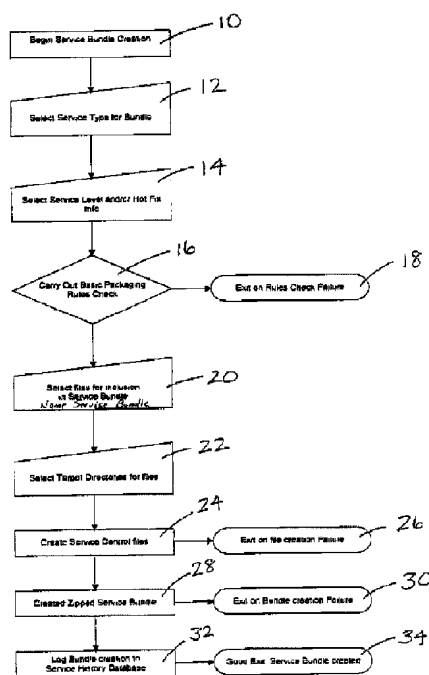 10
Begin Service Bundle Creation
12
Select Service Type for Bundle
14
Select Service Level and/or Hot Fix
Info
16
Carry Out Basic Packaging
Rules Check
18
Exit on Rules Check Failure
20
Select files for inclusion
in Service Bundle
Name Service Bundle
22
Select Target Directories for files
24
Create Service Control files
26
Exit on file creation Failure
28
Created Zipped Service Bundle
30
Exit on Bundle creation Failure
32
Log Bundle creation to
Service History Database
34
Good Exit Service Bundle created